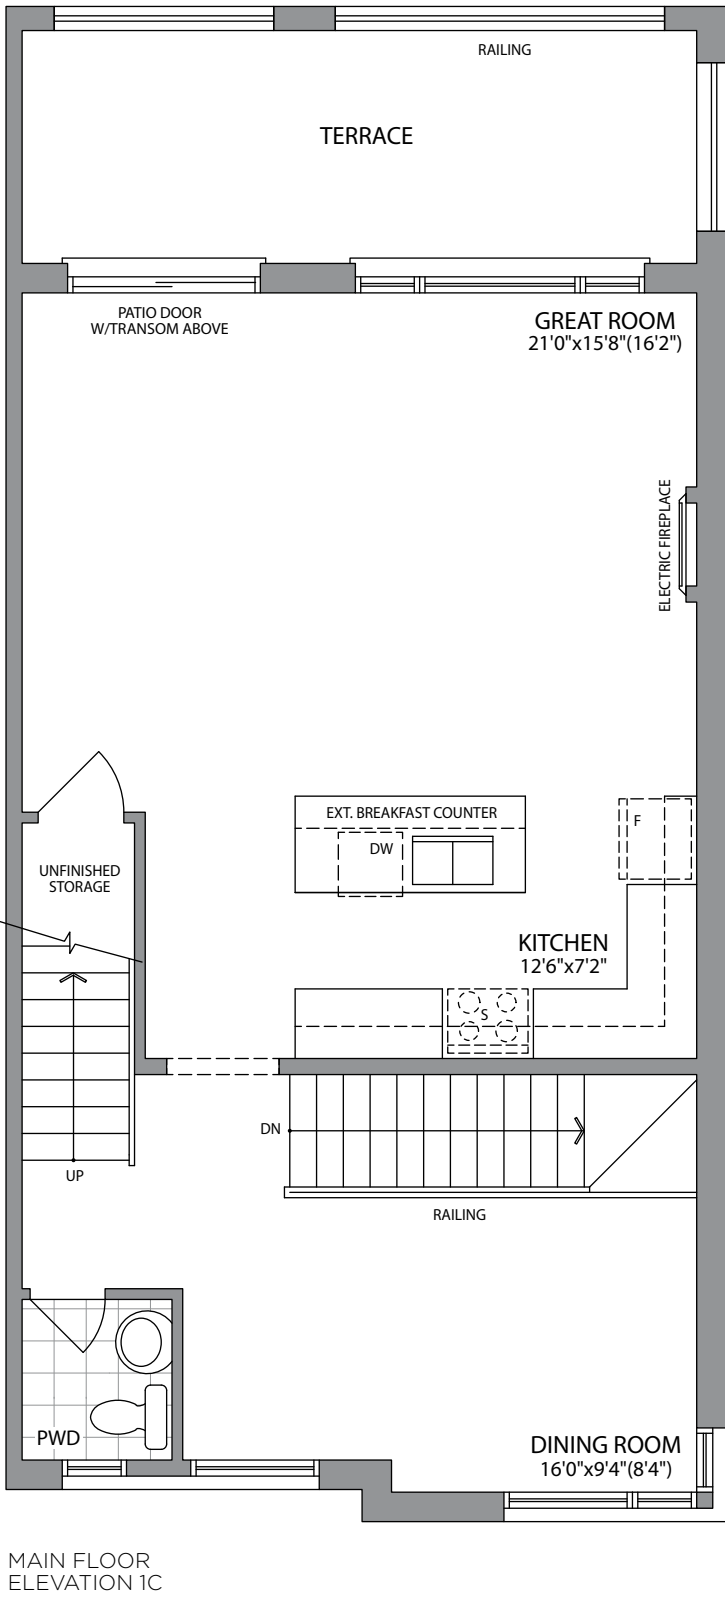 RAILING
TERRACE
PATIO DOOR
W/TRANSOM ABOVE
GREAT ROOM
21'0"x15'8"(16'2")
ELECTRIC FIREPLACE
EXT. BREAKFAST COUNTER
F
DW
UNFINISHED
STORAGE
KITCHEN
12'6"x7'2"
S
DN
UP
RAILING
PWD
DINING ROOM
16'0"x9'4"(8'4")
MAIN FLOOR
ELEVATION 1C